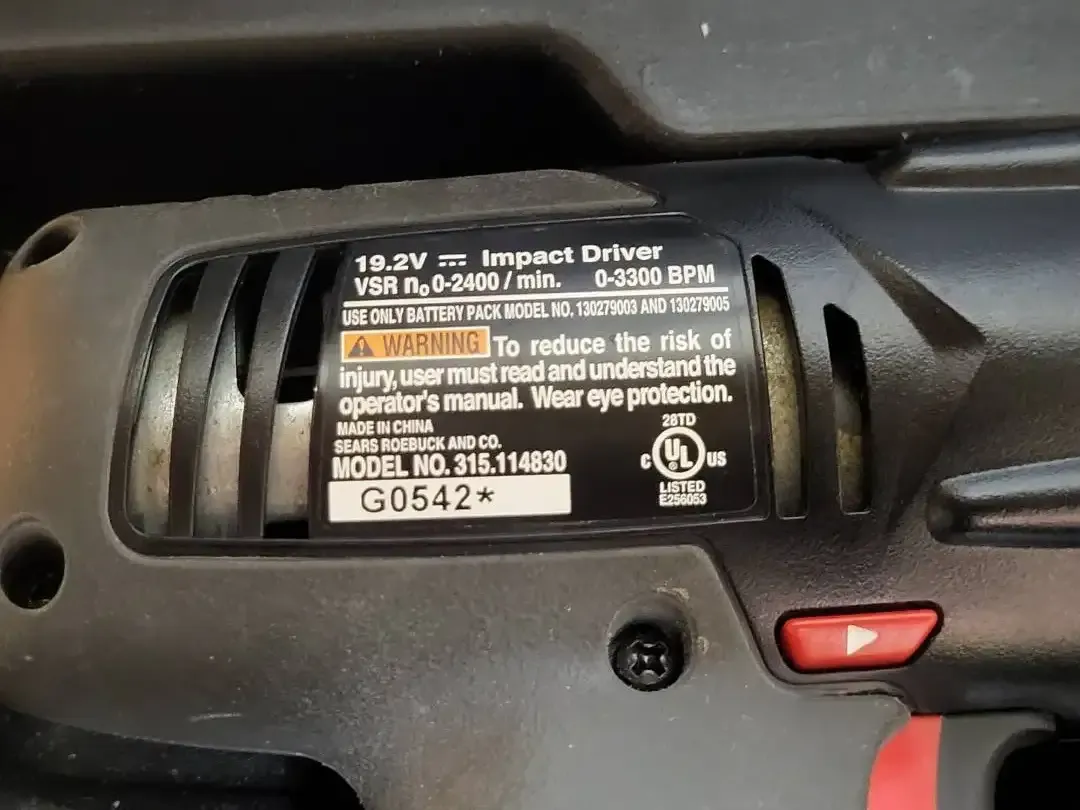 19.2V ⎓ Impact Driver
VSR n₀ 0-2400 / min. 0-3300 BPM
USE ONLY BATTERY PACK MODEL NO. 130279003 AND 130279005
⚠ WARNING To reduce the risk of
injury, user must read and understand the
operator's manual. Wear eye protection.
MADE IN CHINA
SEARS ROEBUCK AND CO.
MODEL NO. 315.114830
G0542*
28TD
C UL ® US
LISTED
E256053